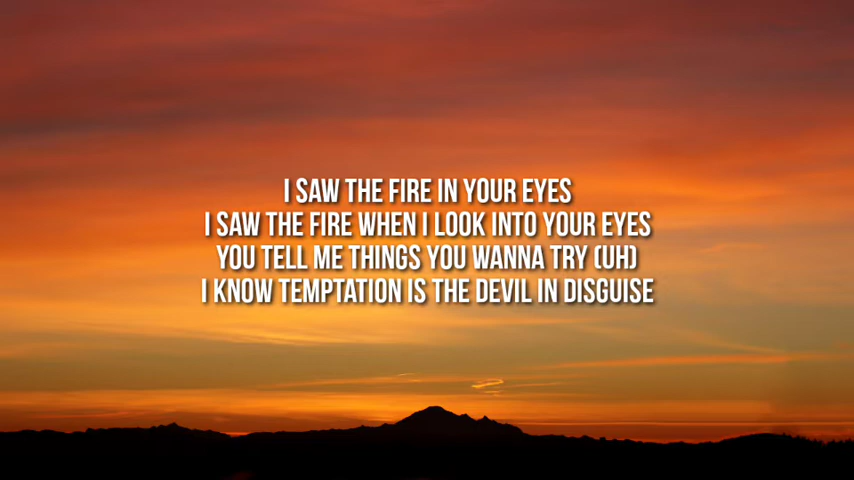 I SAW THE FIRE IN YOUR EYES
I SAW THE FIRE WHEN I LOOK INTO YOUR EYES
YOU TELL ME THINGS YOU WANNA TRY (UH)
I KNOW TEMPTATION IS THE DEVIL IN DISGUISE